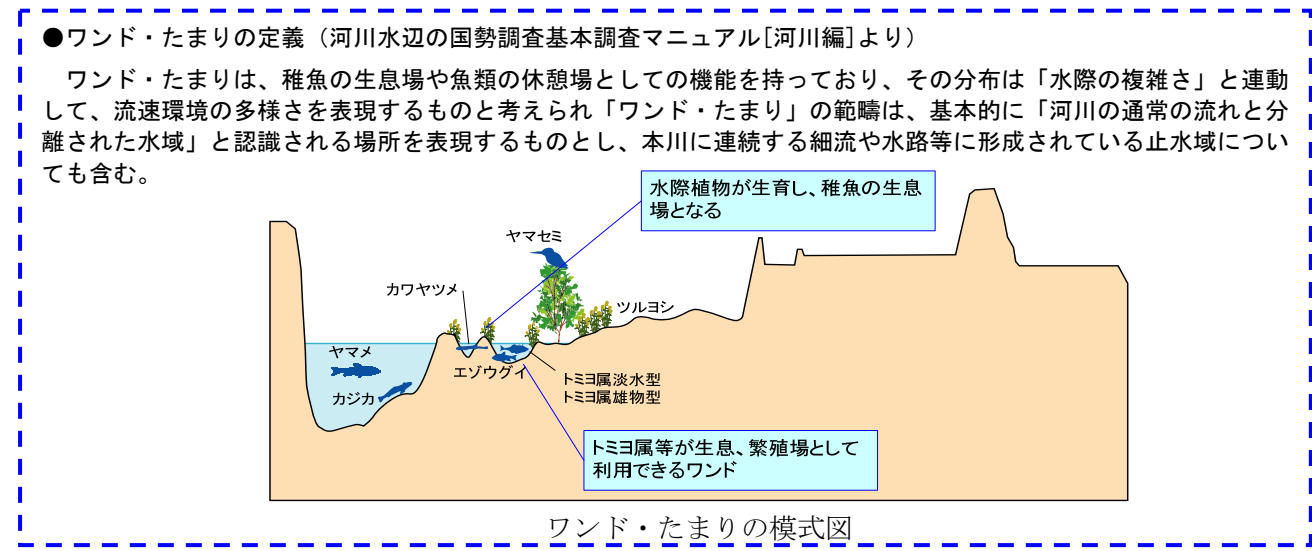 ●ワンド・たまりの定義（河川水辺の国勢調査基本調査マニュアル[河川編]より）
ワンド・たまりは、稚魚の生息場や魚類の休憩場としての機能を持っており、その分布は「水際の複雑さ」と連動
して、流速環境の多様さを表現するものと考えられ「ワンド・たまり」の範疇は、基本的に「河川の通常の流れと分
離された水域」と認識される場所を表現するものとし、本川に連続する細流や水路等に形成されている止水域につい
ても含む。
水際植物が生育し、稚魚の生息
場となる
ヤマセミ
カワヤツメ
ツルヨシ
ヤマメ
エゾウグイ
トミヨ属淡水型
トミヨ属雄物型
カジカ
トミヨ属等が生息、繁殖場として
利用できるワンド
ワンド・たまりの模式図